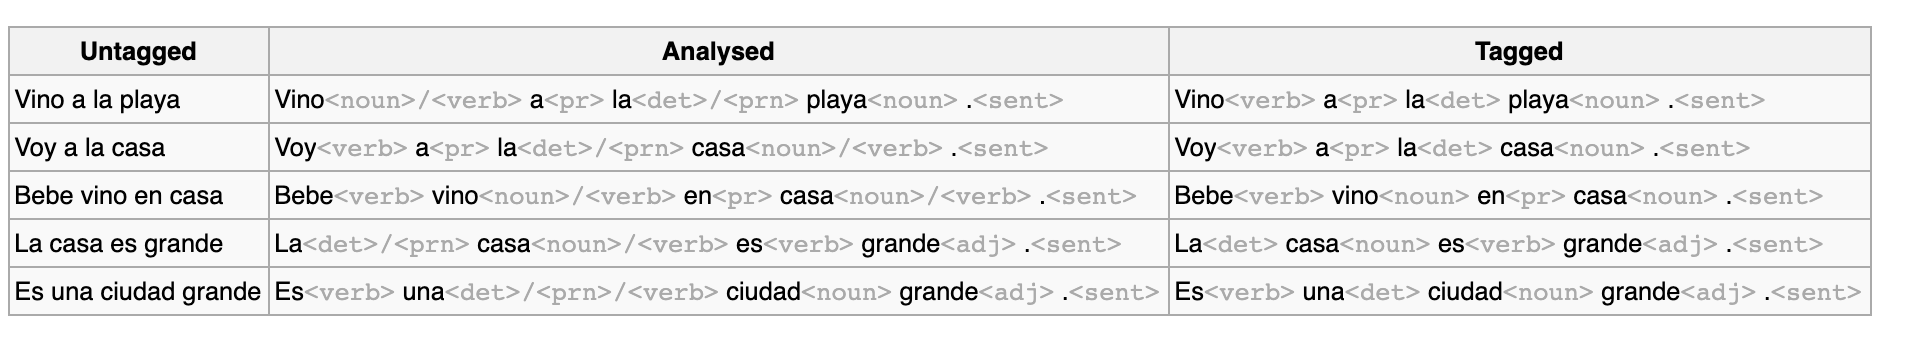 Untagged Analysed Tagged
Vino a la playa Vino<noun>/<verb> a<pr> la<det>/<prn> playa<noun> .<sent> Vino<verb> a<pr> la<det> playa<noun> .<sent>
Voy a la casa Voy<verb> a<pr> la<det>/<prn> casa<noun>/<verb> .<sent> Voy<verb> a<pr> la<det> casa<noun> .<sent>
Bebe vino en casa Bebe<verb> vino<noun>/<verb> en<pr> casa<noun>/<verb> .<sent> Bebe<verb> vino<noun> en<pr> casa<noun> .<sent>
La casa es grande La<det>/<prn> casa<noun>/<verb> es<verb> grande<adj> .<sent> La<det> casa<noun> es<verb> grande<adj> .<sent>
Es una ciudad grande Es<verb> una<det>/<prn>/<verb> ciudad<noun> grande<adj> .<sent> Es<verb> una<det> ciudad<noun> grande<adj> .<sent>